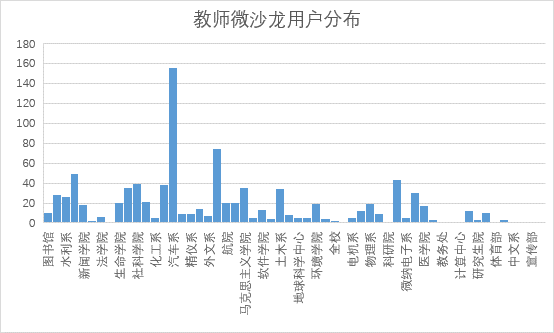 教师微沙龙用户分布
180
160
140
120
100
80
60
40
20
0
图书馆
水利系
新闻学院
法学院
生命学院
社科学院
化工系
汽车系
精仪系
外文系
航院
马克思主义学院
软件学院
土木系
地球科学中心
环境学院
全校
电机系
物理系
科研院
微纳电子系
医学院
教务处
计算中心
研究生院
体育部
中文系
宣传部